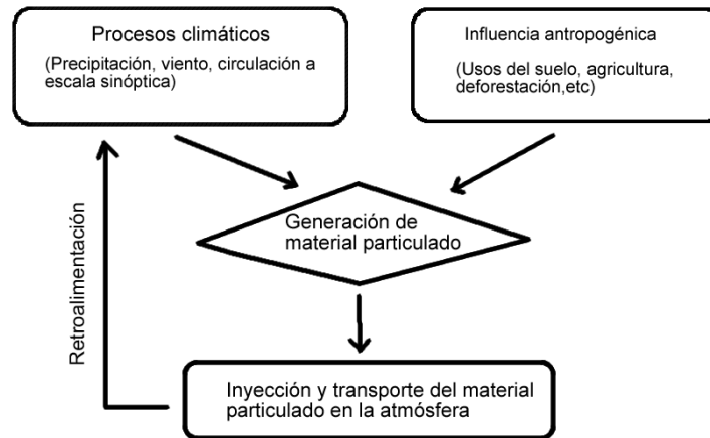 Procesos climáticos
(Precipitación, viento, circulación a
escala sinóptica)
Influencia antropogénica
(Usos del suelo, agricultura,
deforestación,etc)
Generación de
material particulado
Retroalimentación
Inyección y transporte del material
particulado en la atmósfera